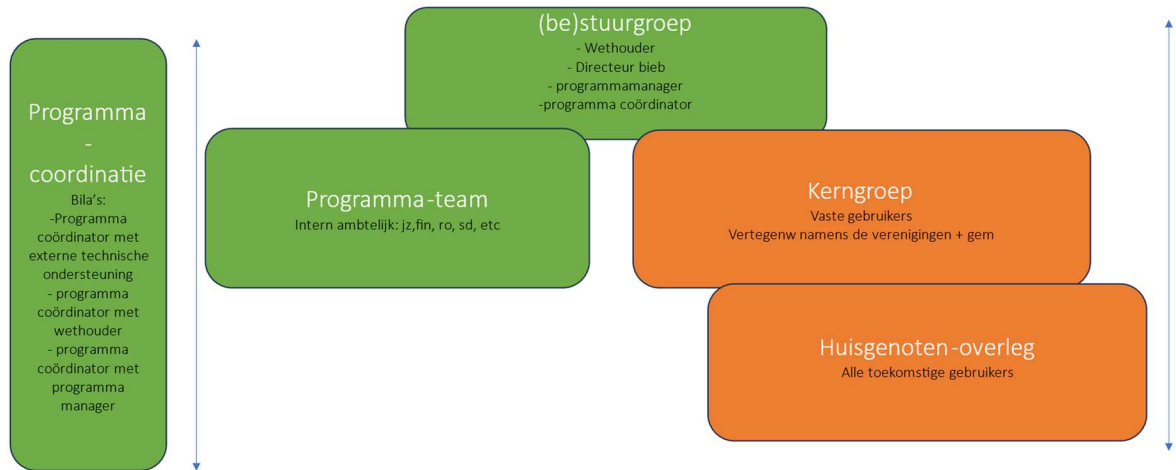 Programma
-
coordinatie
Bila's:
-Programma
coördinator met
externe technische
ondersteuning
- programma
coördinator met
wethouder
- programma
coördinator met
programma
manager
(be)stuurgroep
- Wethouder
- Directeur bieb
- programmamanager
-programma coördinator
Programma-team
Intern ambtelijk: jz,fin, ro, sd, etc
Kerngroep
Vaste gebruikers
Vertegenw namens de verenigingen + gem
Huisgenoten-overleg
Alle toekomstige gebruikers